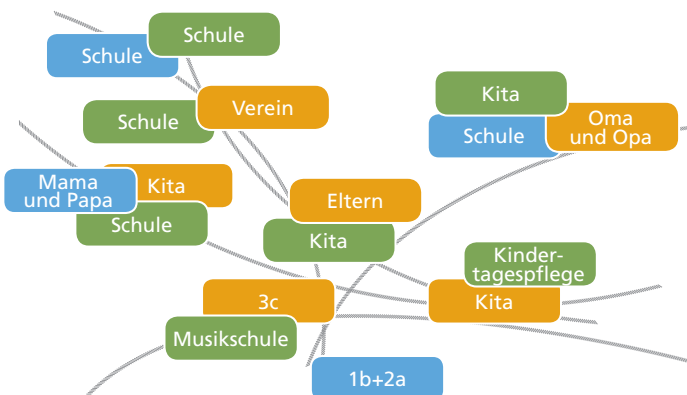 Schule
Schule
Verein
Schule
Kita
Schule
Oma
und Opa
Mama
und Papa
Kita
Schule
Eltern
Kita
Kinder-
tagespflege
Kita
3c
Musikschule
1b+2a